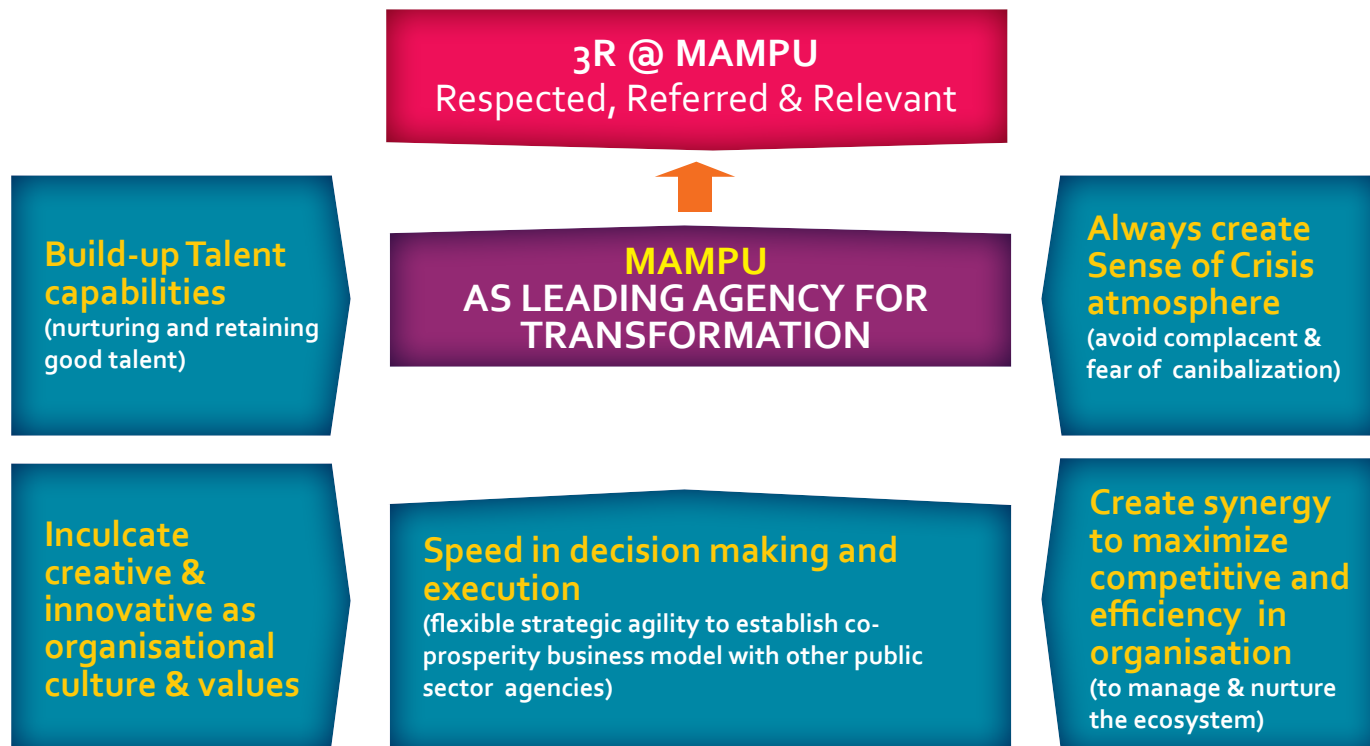 3R @ MAMPU
Respected, Referred & Relevant
Build-up Talent
capabilities
(nurturing and retaining
good talent)
MAMPU
AS LEADING AGENCY FOR
TRANSFORMATION
Always create
Sense of Crisis
atmosphere
(avoid complacent &
fear of canibalization)
Inculcate
creative &
innovative as
organisational
culture & values
Speed in decision making and
execution
(flexible strategic agility to establish co-
prosperity business model with other public
sector agencies)
Create synergy
to maximize
competitive and
efficiency in
organisation
(to manage & nurture
the ecosystem)